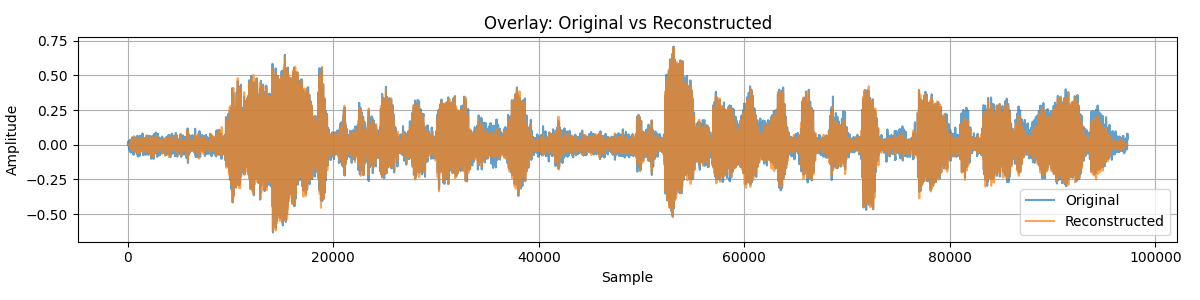 Overlay: Original vs Reconstructed
0.75
0.50
0.25
0.00
−0.25
−0.50
Amplitude
0
20000
40000
60000
80000
100000
Sample
Original
Reconstructed